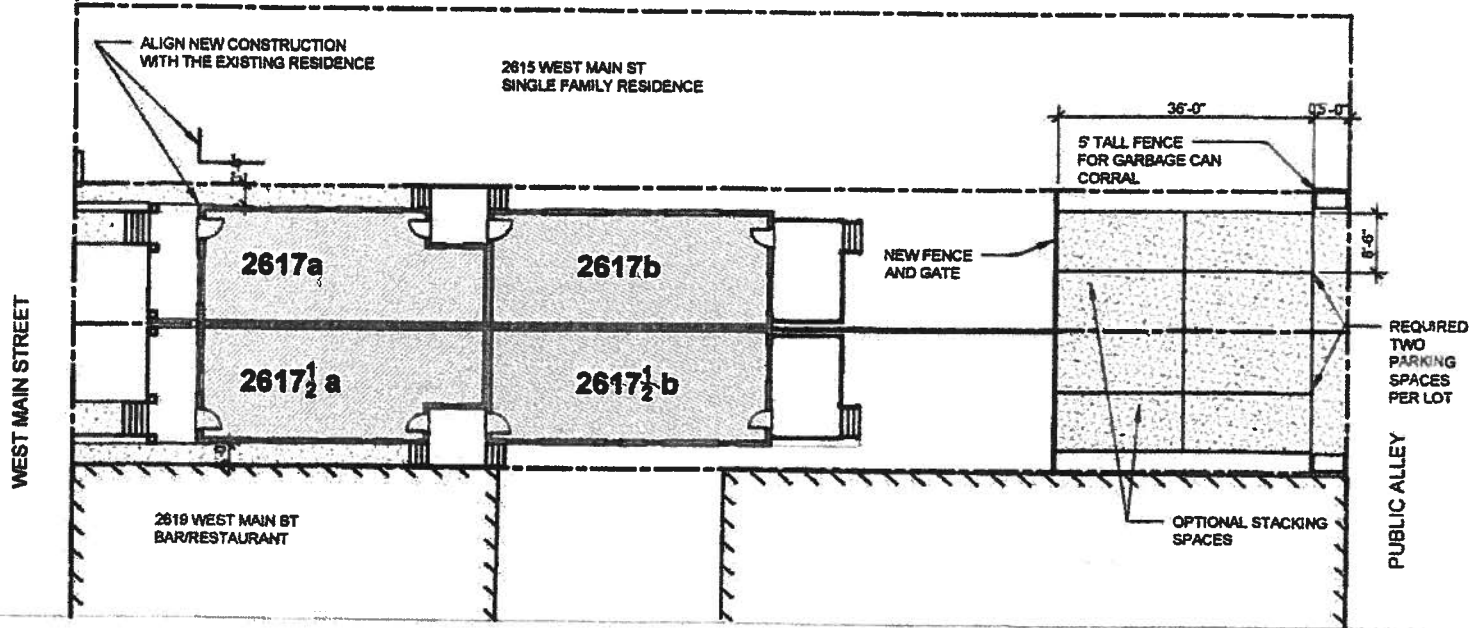 ALIGN NEW CONSTRUCTION
WITH THE EXISTING RESIDENCE
2615 WEST MAIN ST
SINGLE FAMILY RESIDENCE
36'-0"
5'-0"
5' TALL FENCE
FOR GARBAGE CAN
CORRAL
8'-6"
2617a
2617b
NEW FENCE
AND GATE
WEST MAIN STREET
2617½ a
2617½ b
REQUIRED
TWO
PARKING
SPACES
PER LOT
2619 WEST MAIN ST
BAR/RESTAURANT
OPTIONAL STACKING
SPACES
PUBLIC ALLEY